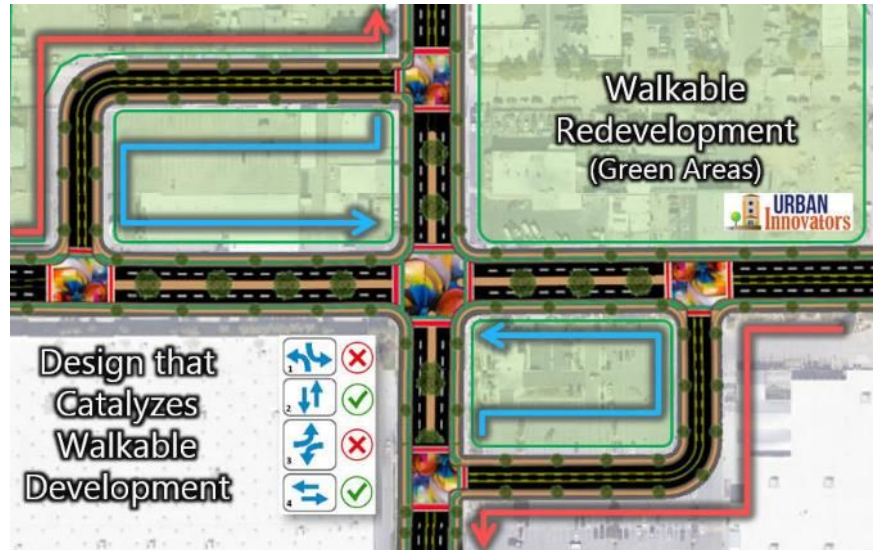 Walkable
Redevelopment
(Green Areas)
URBAN
Innovators
Design that
Catalyzes
Walkable
Development
1
2
3
4